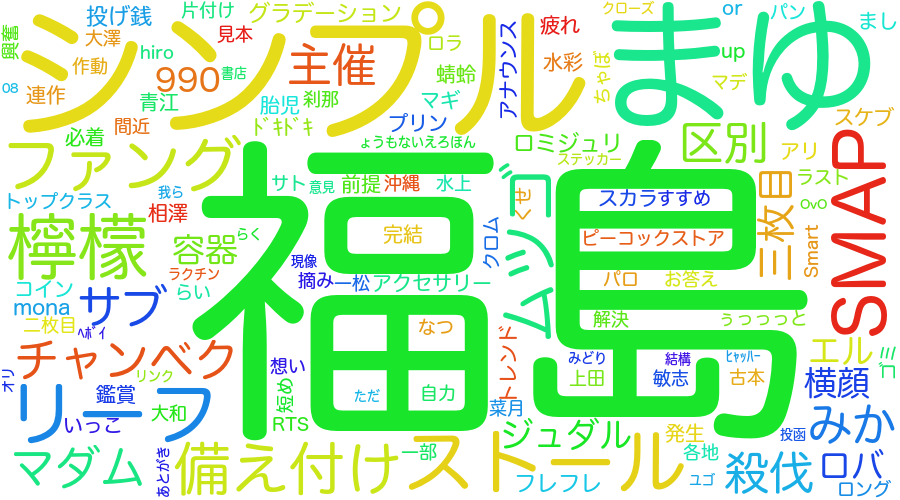 投げ銭
片付け
グラデーション
クローズ
or
パン
まし
興奮
大澤
hiro
見本
シンプル
ロラ
アナウンス
疲れ
まゆ
作動
990
書店
主催
蜻蛉
水彩
ちゃぽ
up
マデ
08
連作
青江
胎児
刹那
マギ
スケブ
必着
間近
ドキドキ
プリン
ロミジュリ
区別
アリ
ファング
ょうもないえろほん
ステッカー
SMAP
トップクラス
我ら
サト
意見
前提
沖縄
水上
ムツゴ
くせ
スカラすすめ
三枚目
ラスト
OvO
相澤
福島
檸檬
容器
らく
完結
クロム
ピーコックストア
Smart
現像
ラクチン
摘み
一松
アクセサリー
パロ
お答え
コイン
mona
サブ
らい
二枚目
ヘボイ
なつ
トレンド
解決
ぅっっっと
チャンベク
想い
みどり
結構
ヒャッハー
エル
ミゴ
オリ
リンク
鑑賞
短め
ただ
自力
上田
敏志
古本
横顔
リーフ
いっこ
大和
RTS
菜月
ジュダル
発生
投函
みか
マダム
あとがき
備え付け
一部
ストール
フレフレ
各地
ユゴ
殺伐
ロバ
ロング